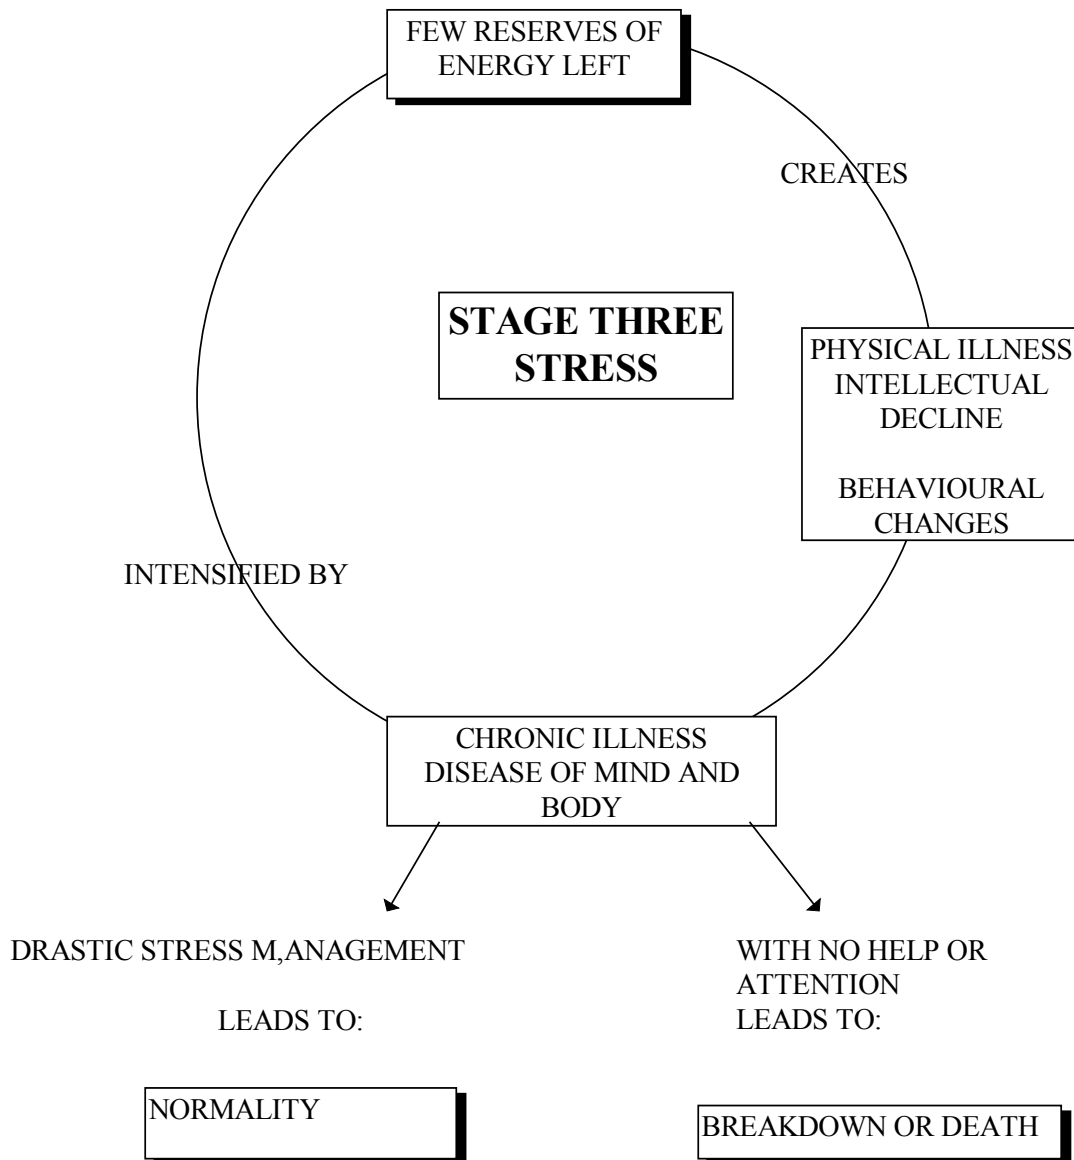 FEW RESERVES OF
ENERGY LEFT
CREATES
STAGE THREE
STRESS
PHYSICAL ILLNESS
INTELLECTUAL
DECLINE
BEHAVIOURAL
CHANGES
INTENSIFIED BY
CHRONIC ILLNESS
DISEASE OF MIND AND
BODY
DRASTIC STRESS M,ANAGEMENT
LEADS TO:
NORMALITY
WITH NO HELP OR
ATTENTION
LEADS TO:
BREAKDOWN OR DEATH